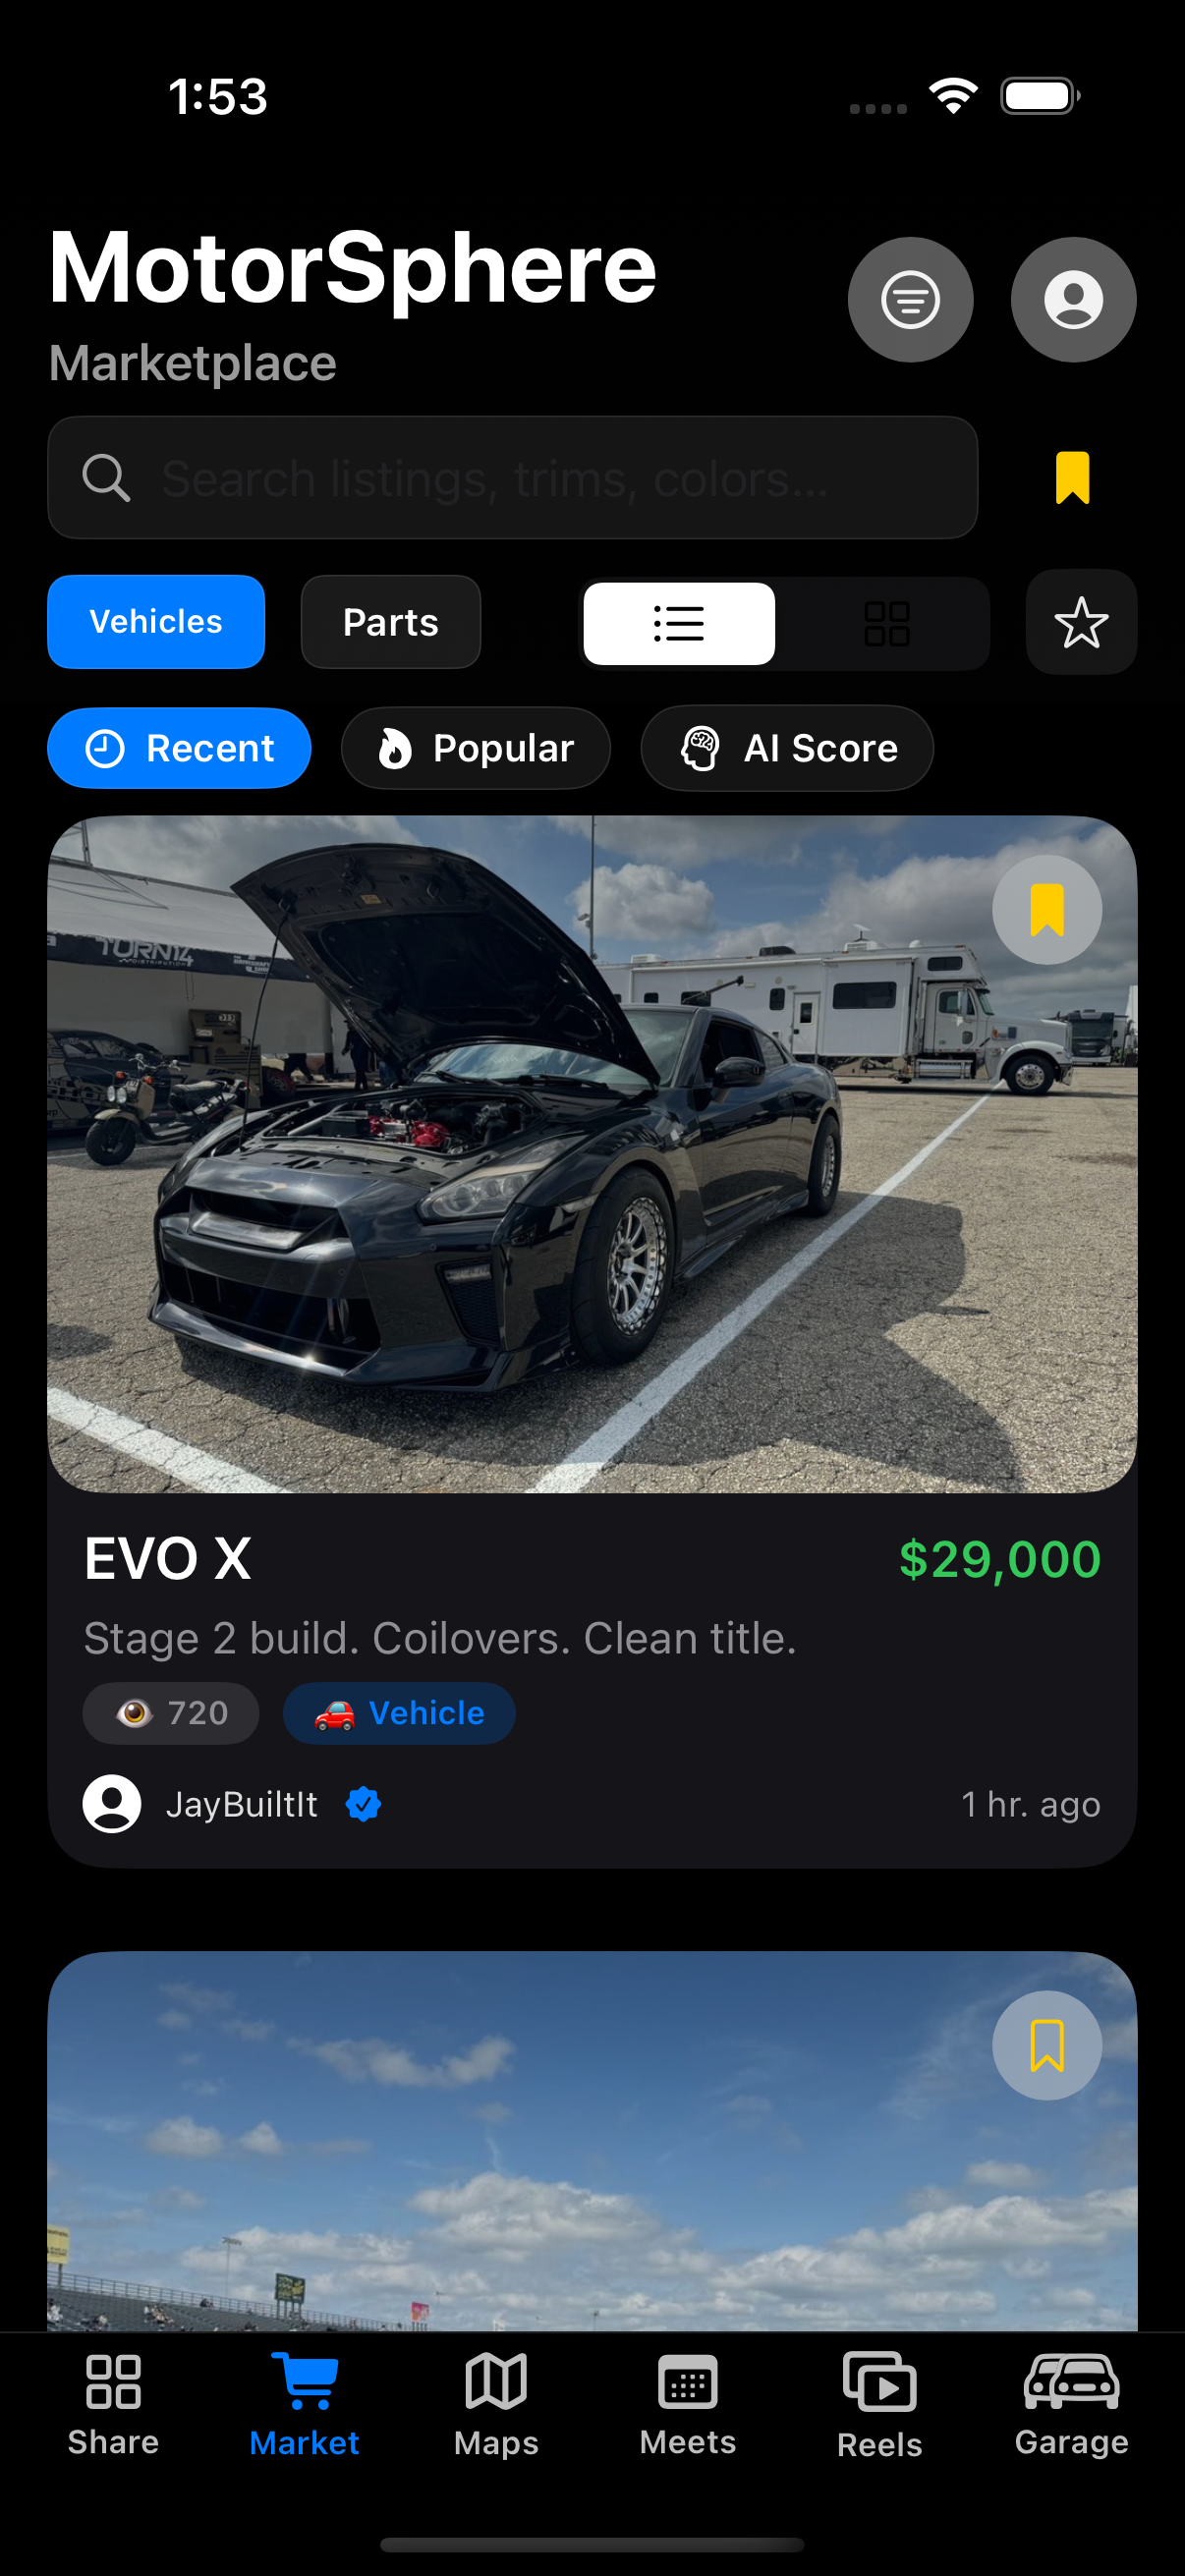 1:53
MotorSphere
Marketplace
Search listings, trims, colors...
Vehicles
Parts
Recent
Popular
AI Score
TURN14
DISTRIBUTION
EVO X
$29,000
Stage 2 build. Coilovers. Clean title.
720
Vehicle
JayBuiltIt
1 hr. ago
Share
Market
Maps
Meets
Reels
Garage